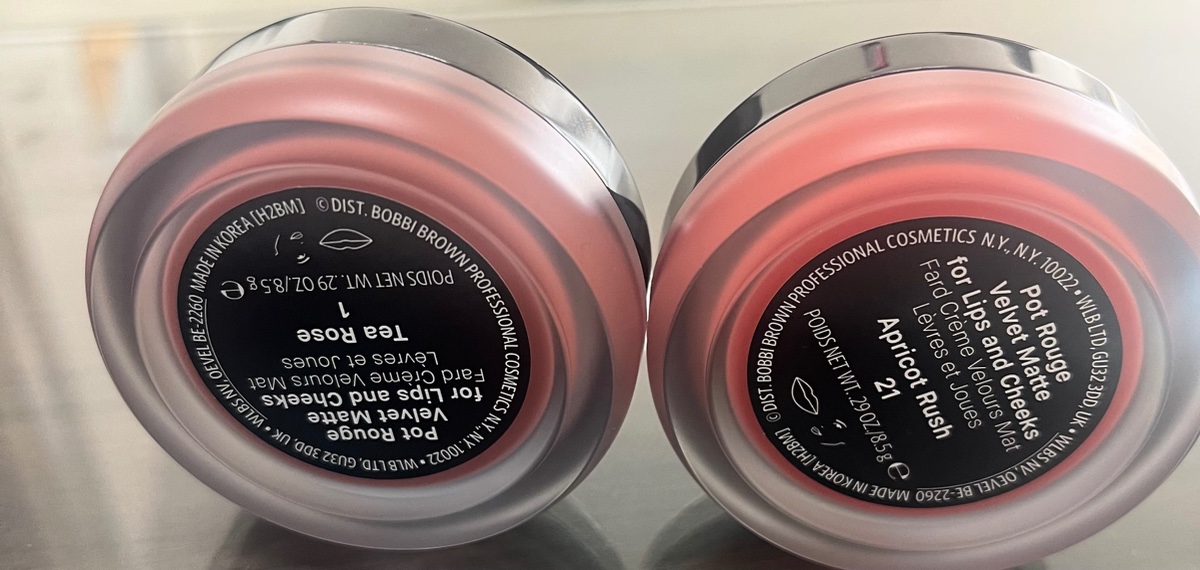 Pot Rouge
Velvet Matte
for Lips and Cheeks
Fard Crème Velours Mat
Lèvres et Joues
Tea Rose
1
POIDS NET WT. .29 OZ./8.5 g ℮
© DIST. BOBBI BROWN PROFESSIONAL COSMETICS N.Y., N.Y. 10022 • WLB LTD. GU32 3DD, UK • WLBS NV, OEVEL BE-2260 MADE IN KOREA [H2BM]
Pot Rouge
Velvet Matte
for Lips and Cheeks
Fard Crème Velours Mat
Lèvres et Joues
Apricot Rush
21
POIDS NET WT. .29 OZ./8.5 g ℮
© DIST. BOBBI BROWN PROFESSIONAL COSMETICS N.Y., N.Y. 10022 • WLB LTD GU32 3DD, UK • WLBS NV, OEVEL BE-2260 MADE IN KOREA [H2BM]